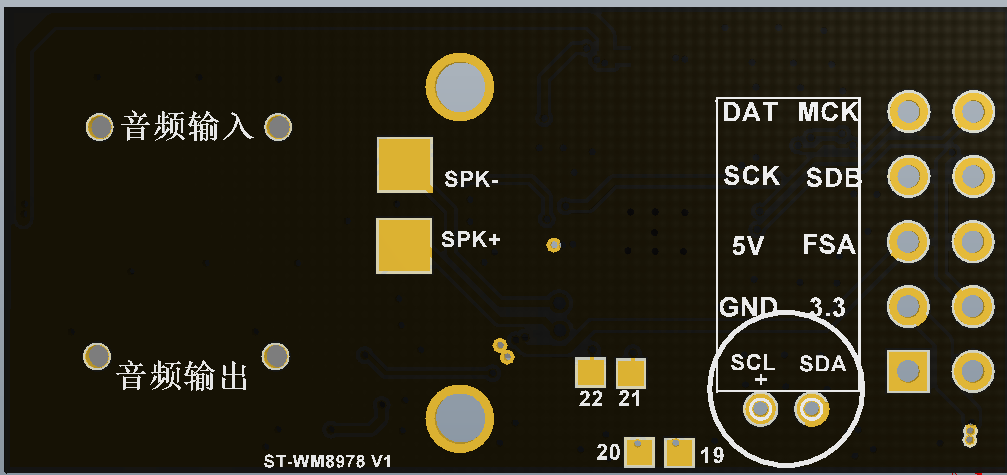 音频输入
SPK-
SPK+
音频输出
ST-WM8978 V1
DAT MCK
SCK SDB
5V FSA
GND 3.3
SCL SDA
+
22 21
20 19